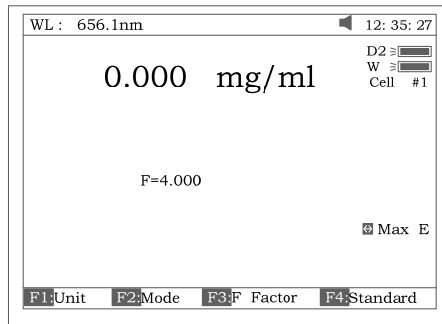 WL: 656.1nm 12: 35: 27
D2
W
0.000 mg/ml
Cell #1
F=4.000
Max E
F1:Unit F2:Mode F3:F Factor F4:Standard